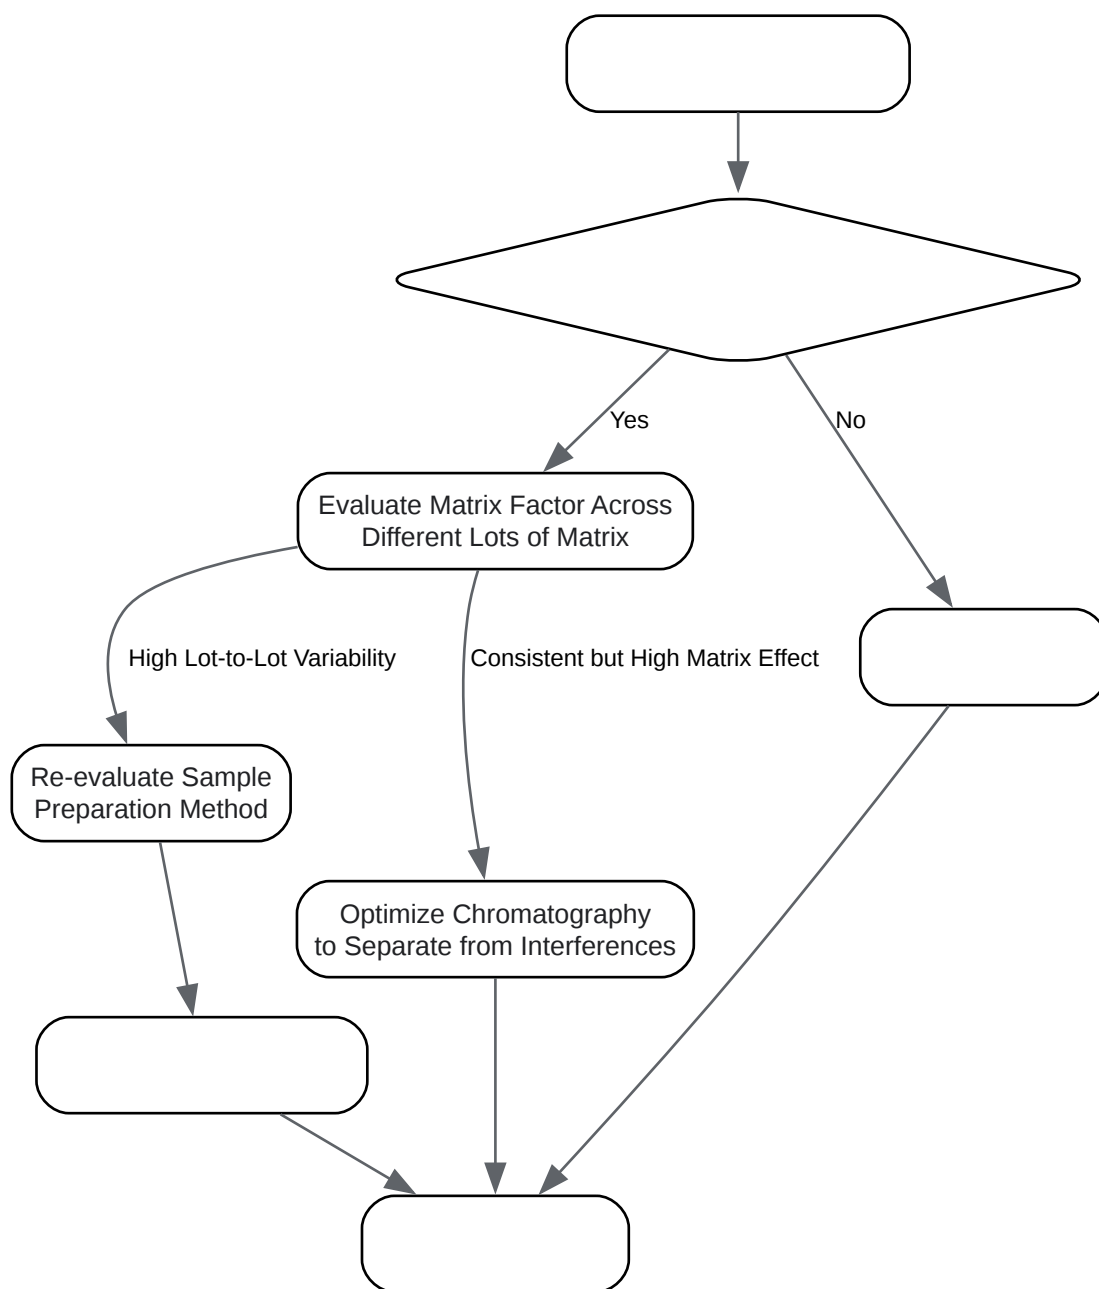 Yes
No
Evaluate Matrix Factor Across
Different Lots of Matrix
High Lot-to-Lot Variability
Consistent but High Matrix Effect
Re-evaluate Sample
Preparation Method
Optimize Chromatography
to Separate from Interferences